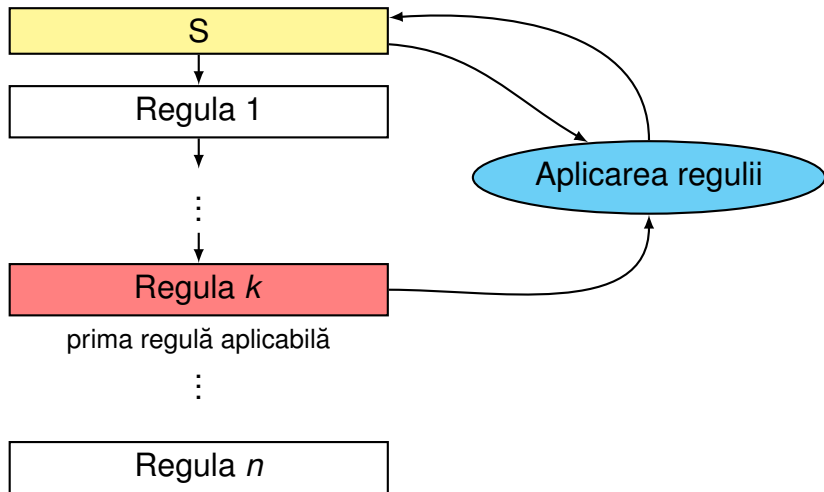 S
Regula 1
Aplicarea regulii
⋮
Regula k
prima regulă aplicabilă
⋮
Regula n